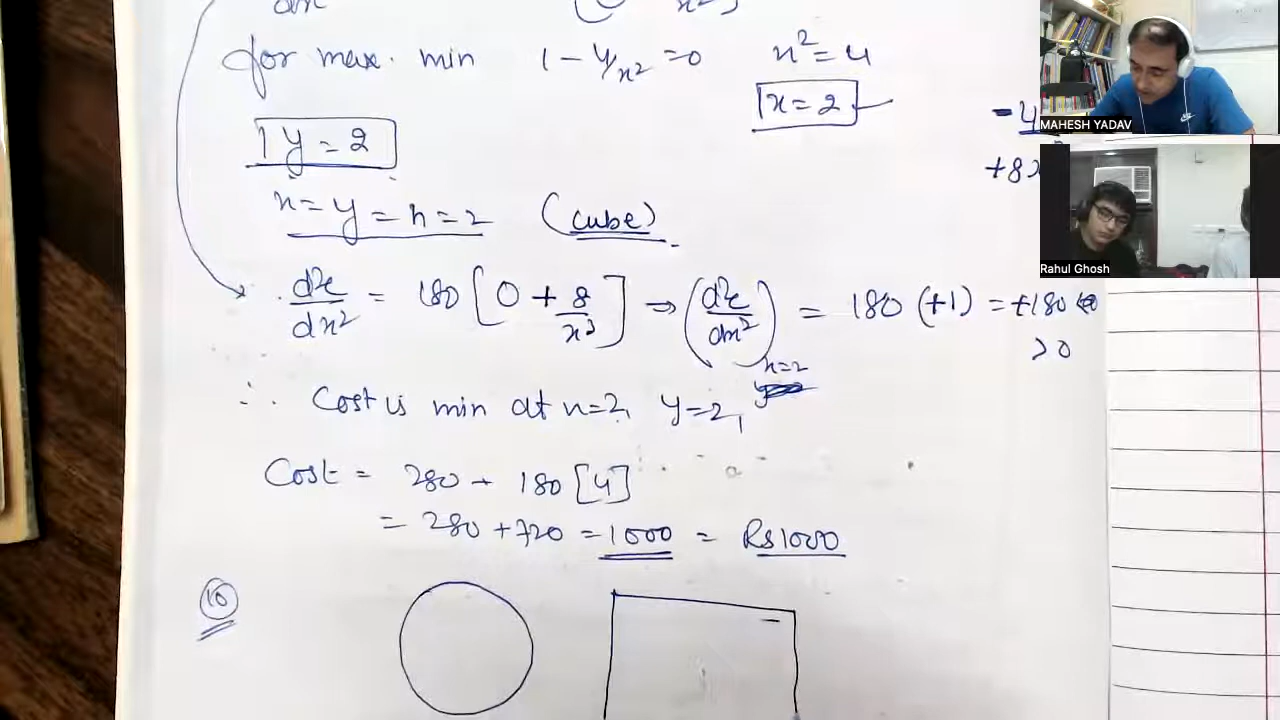 for max. min 1 - 4/x² = 0 x² = 4
x = 2
y = 2
x = y = h = 2 (cube)
d²c/dx² = 180 [0 + 8/x³] → (d²c/dx²) x=2 = 180 (+1) = +180 > 0
∴ Cost is min at x=2, y=2,
Cost = 280 + 180 [4]
= 280 + 720 = 1000 = Rs 1000
10
MAHESH YADAV
Rahul Ghosh